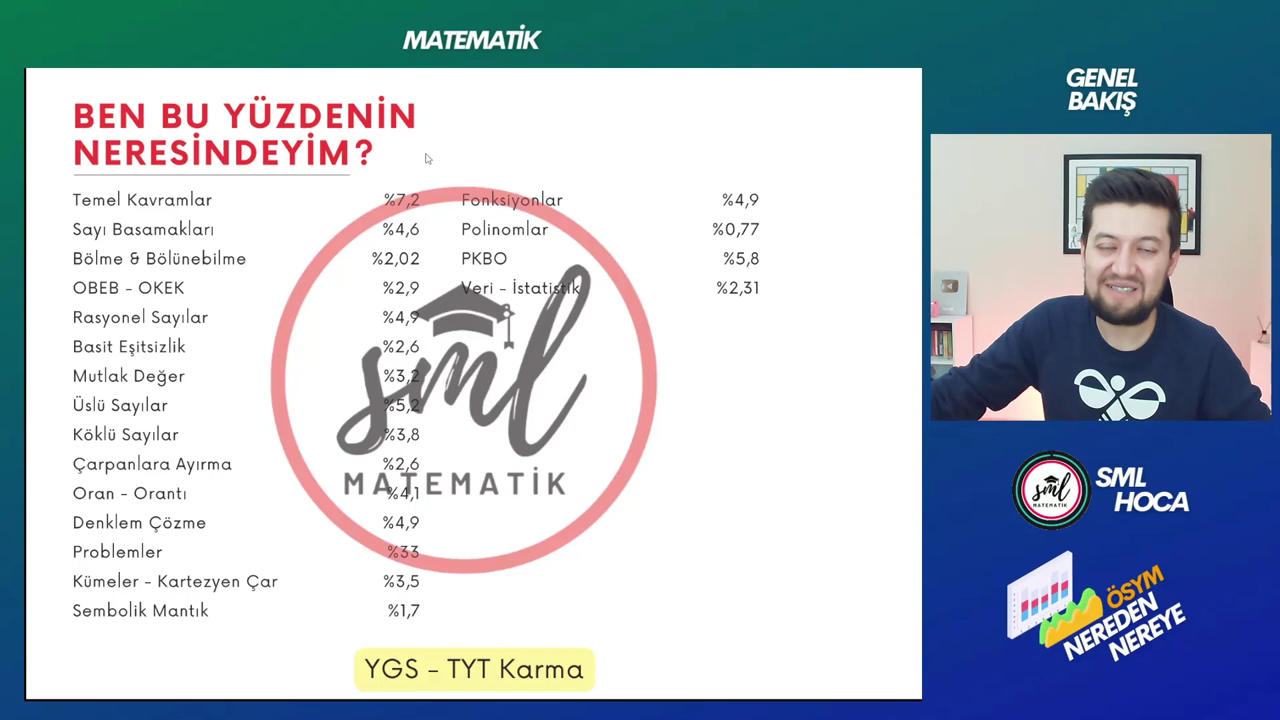 MATEMATİK
BEN BU YÜZDENİN
NERESİNDEYİM?
Temel Kavramlar %7,2
Sayı Basamakları %4,6
Bölme & Bölünebilme %2,02
OBEB - OKEK %2,9
Rasyonel Sayılar %4,9
Basit Eşitsizlik %2,6
Mutlak Değer %3,2
Üslü Sayılar %5,2
Köklü Sayılar %3,8
Çarpanlara Ayırma %2,6
Oran - Orantı %4,1
Denklem Çözme %4,9
Problemler %33
Kümeler - Kartezyen Çar %3,5
Sembolik Mantık %1,7
Fonksiyonlar %4,9
Polinomlar %0,77
PKBO %5,8
Veri - İstatistik %2,31
sml
MATEMATİK
YGS - TYT Karma
GENEL
BAKIŞ
sml
MATEMATİK
SML
HOCA
ÖSYM
NEREDEN
NEREYE